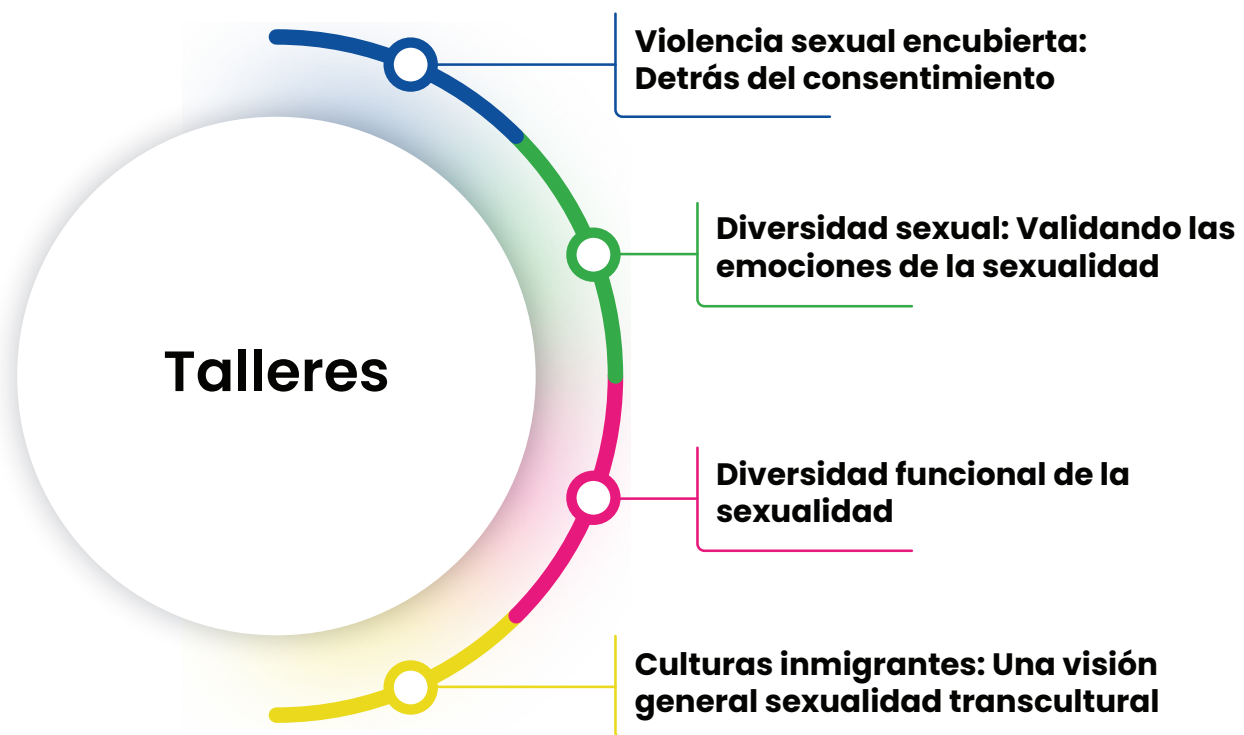 Violencia sexual encubierta:
Detrás del consentimiento
Diversidad sexual: Validando las
emociones de la sexualidad
Talleres
Diversidad funcional de la
sexualidad
Culturas inmigrantes: Una visión
general sexualidad transcultural